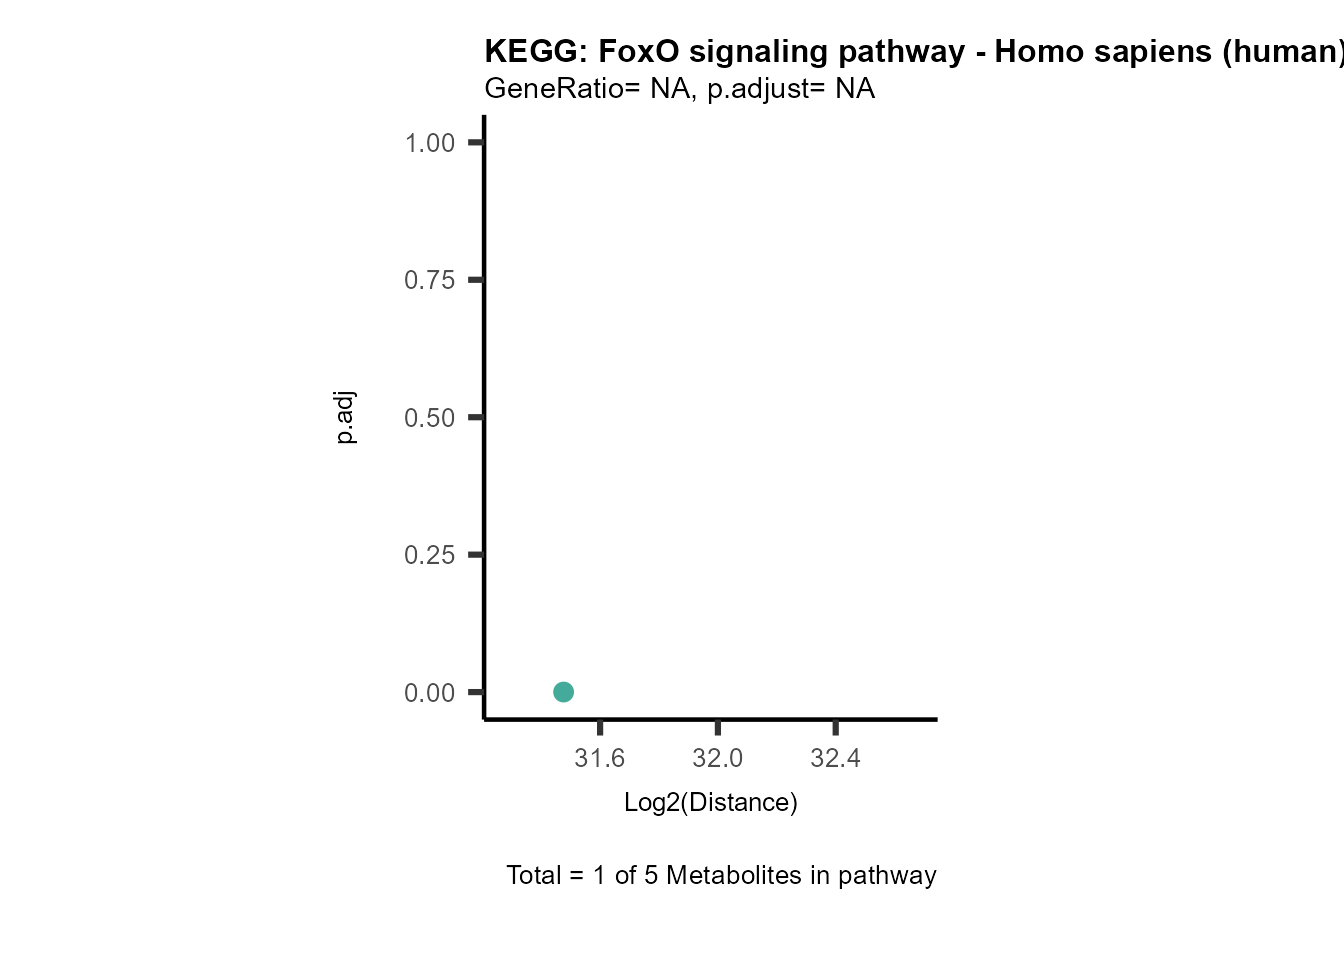 KEGG: FoxO signaling pathway - Homo sapiens (human)
GeneRatio= NA, p.adjust= NA
1.00
0.75
0.50
0.25
0.00
p.adj
31.6 32.0 32.4
Log2(Distance)
Total = 1 of 5 Metabolites in pathway